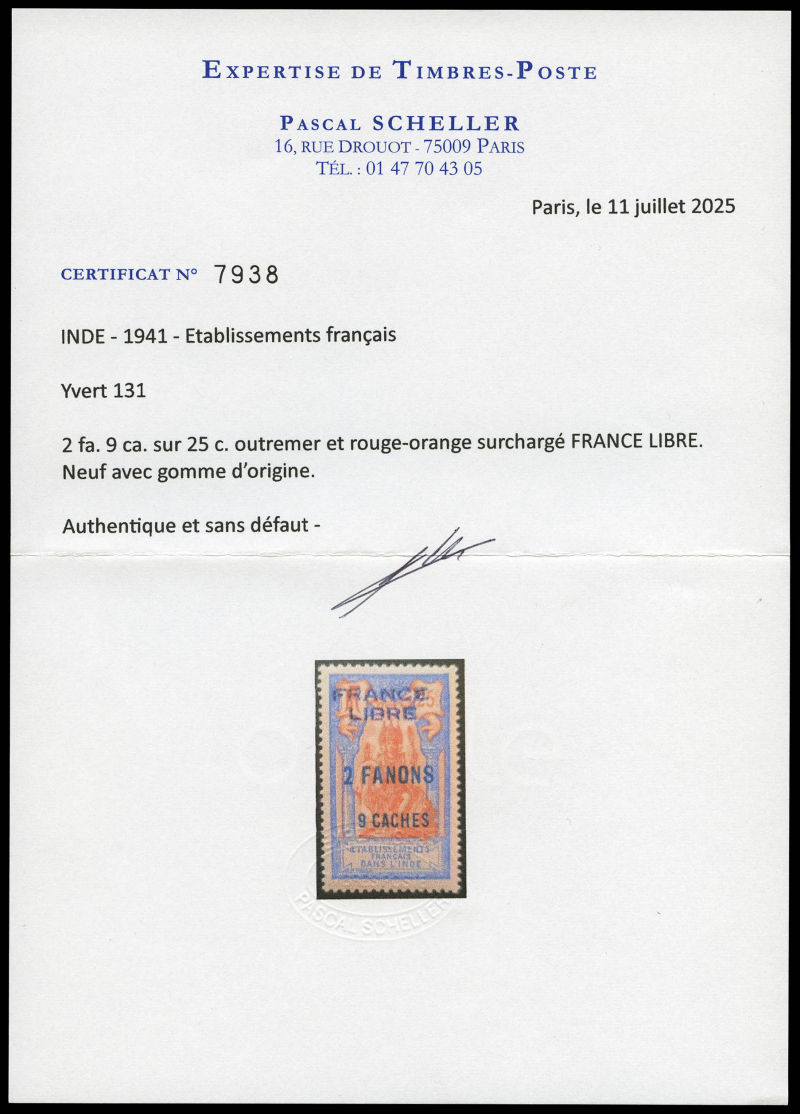 EXPERTISE DE TIMBRES-POSTE
PASCAL SCHELLER
16, RUE DROUOT - 75009 PARIS
TÉL. : 01 47 70 43 05
Paris, le 11 juillet 2025
CERTIFICAT N° 7938
INDE - 1941 - Etablissements français
Yvert 131
2 fa. 9 ca. sur 25 c. outremer et rouge-orange surchargé FRANCE LIBRE.
Neuf avec gomme d'origine.
Authentique et sans défaut -
25
FRANCE
LIBRE
2 FANONS
9 CACHES
ETABLISSEMENTS
FRANÇAIS
DANS L'INDE
PASCAL SCHELLER